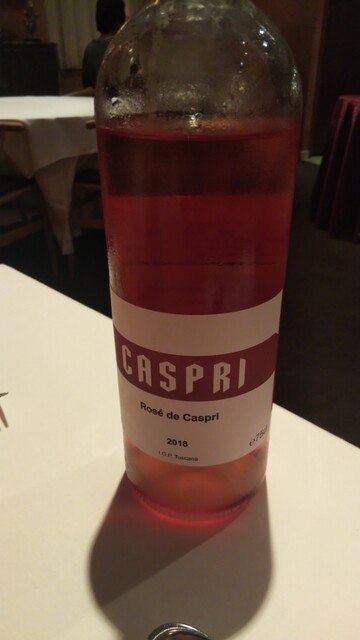 CASPRI
Rosé de Caspri
2018
I.G.P. Toscana